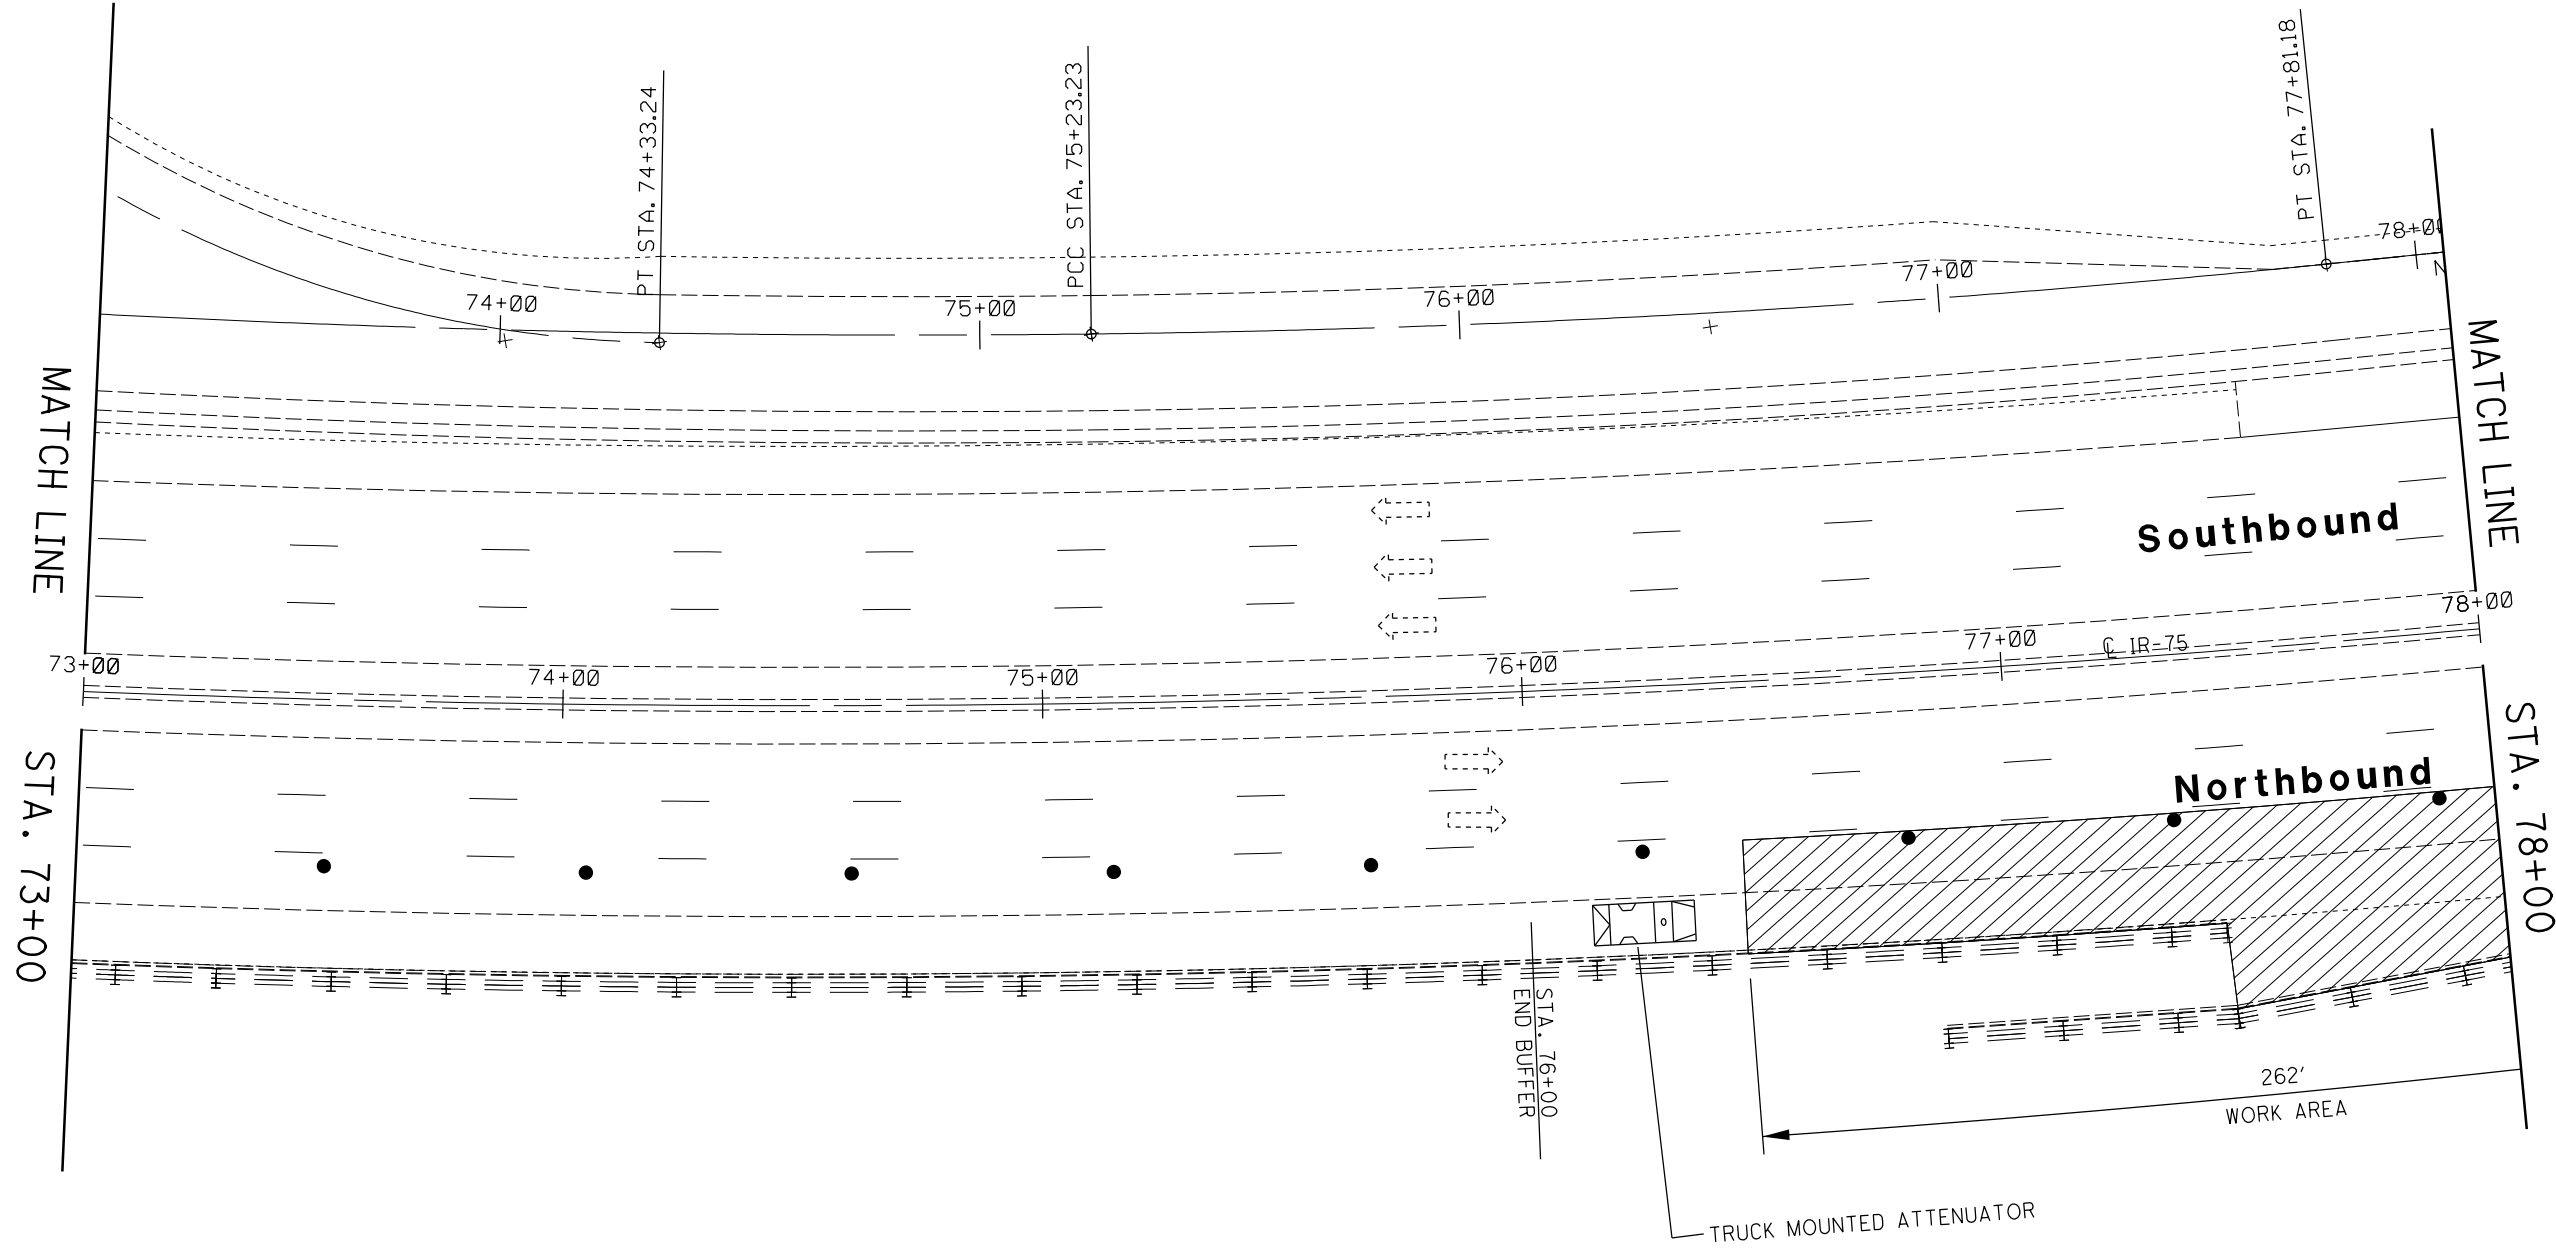 PT STA. 74+33.24
PCC STA. 75+23.23
PT STA. 77+81.18
74+00
75+00
76+00
77+00
78+00
N
MATCH LINE
MATCH LINE
Southbound
73+00
74+00
75+00
76+00
77+00
℄ IR-75
78+00
STA. 73+00
Northbound
STA. 78+00
STA. 76+00
END BUFFER
262'
WORK AREA
TRUCK MOUNTED ATTENUATOR